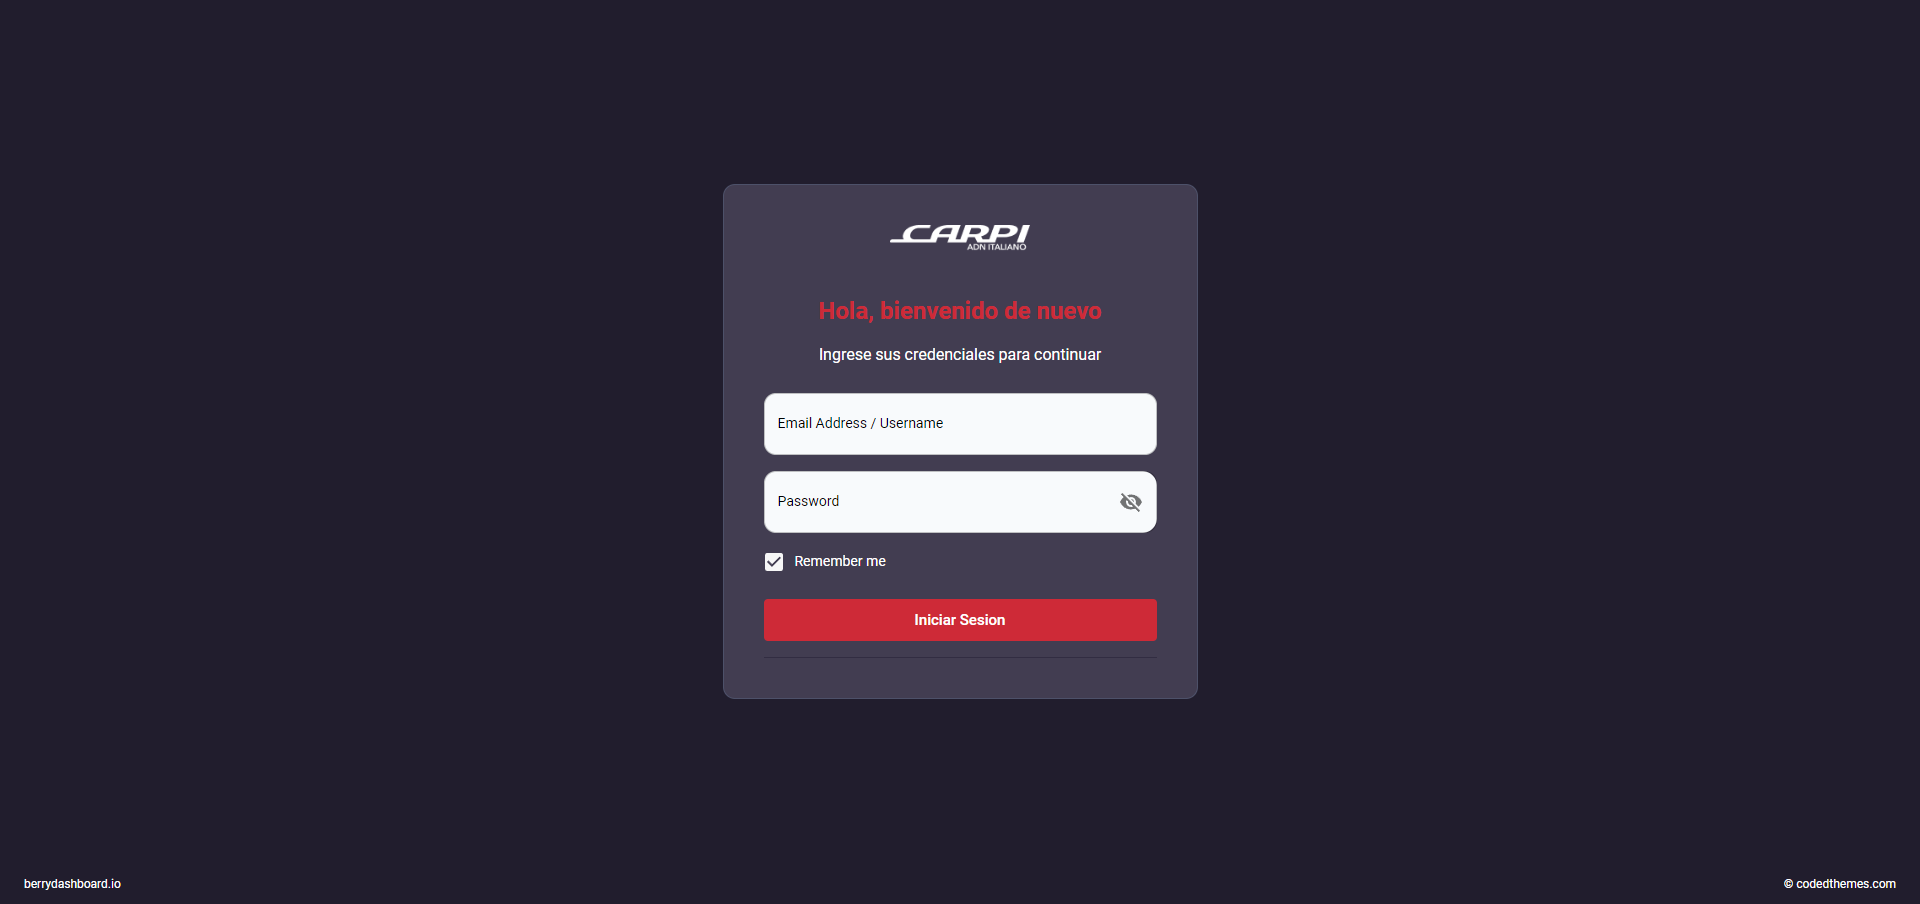 CARPI
ADN ITALIANO
Hola, bienvenido de nuevo
Ingrese sus credenciales para continuar
Email Address / Username
Password
Remember me
Iniciar Sesion
berrydashboard.io
© codedthemes.com